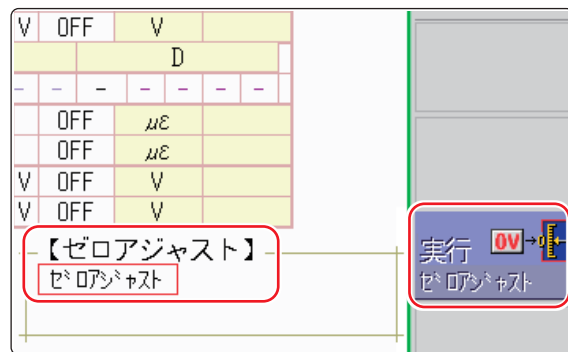 V OFF V
D
- - - - - - -
OFF με
OFF με
V OFF V
V OFF V
【ゼロアジャスト】
ｾﾞﾛｱｼﾞｬｽﾄ
実行 0V→0
ｾﾞﾛｱｼﾞｬｽﾄ